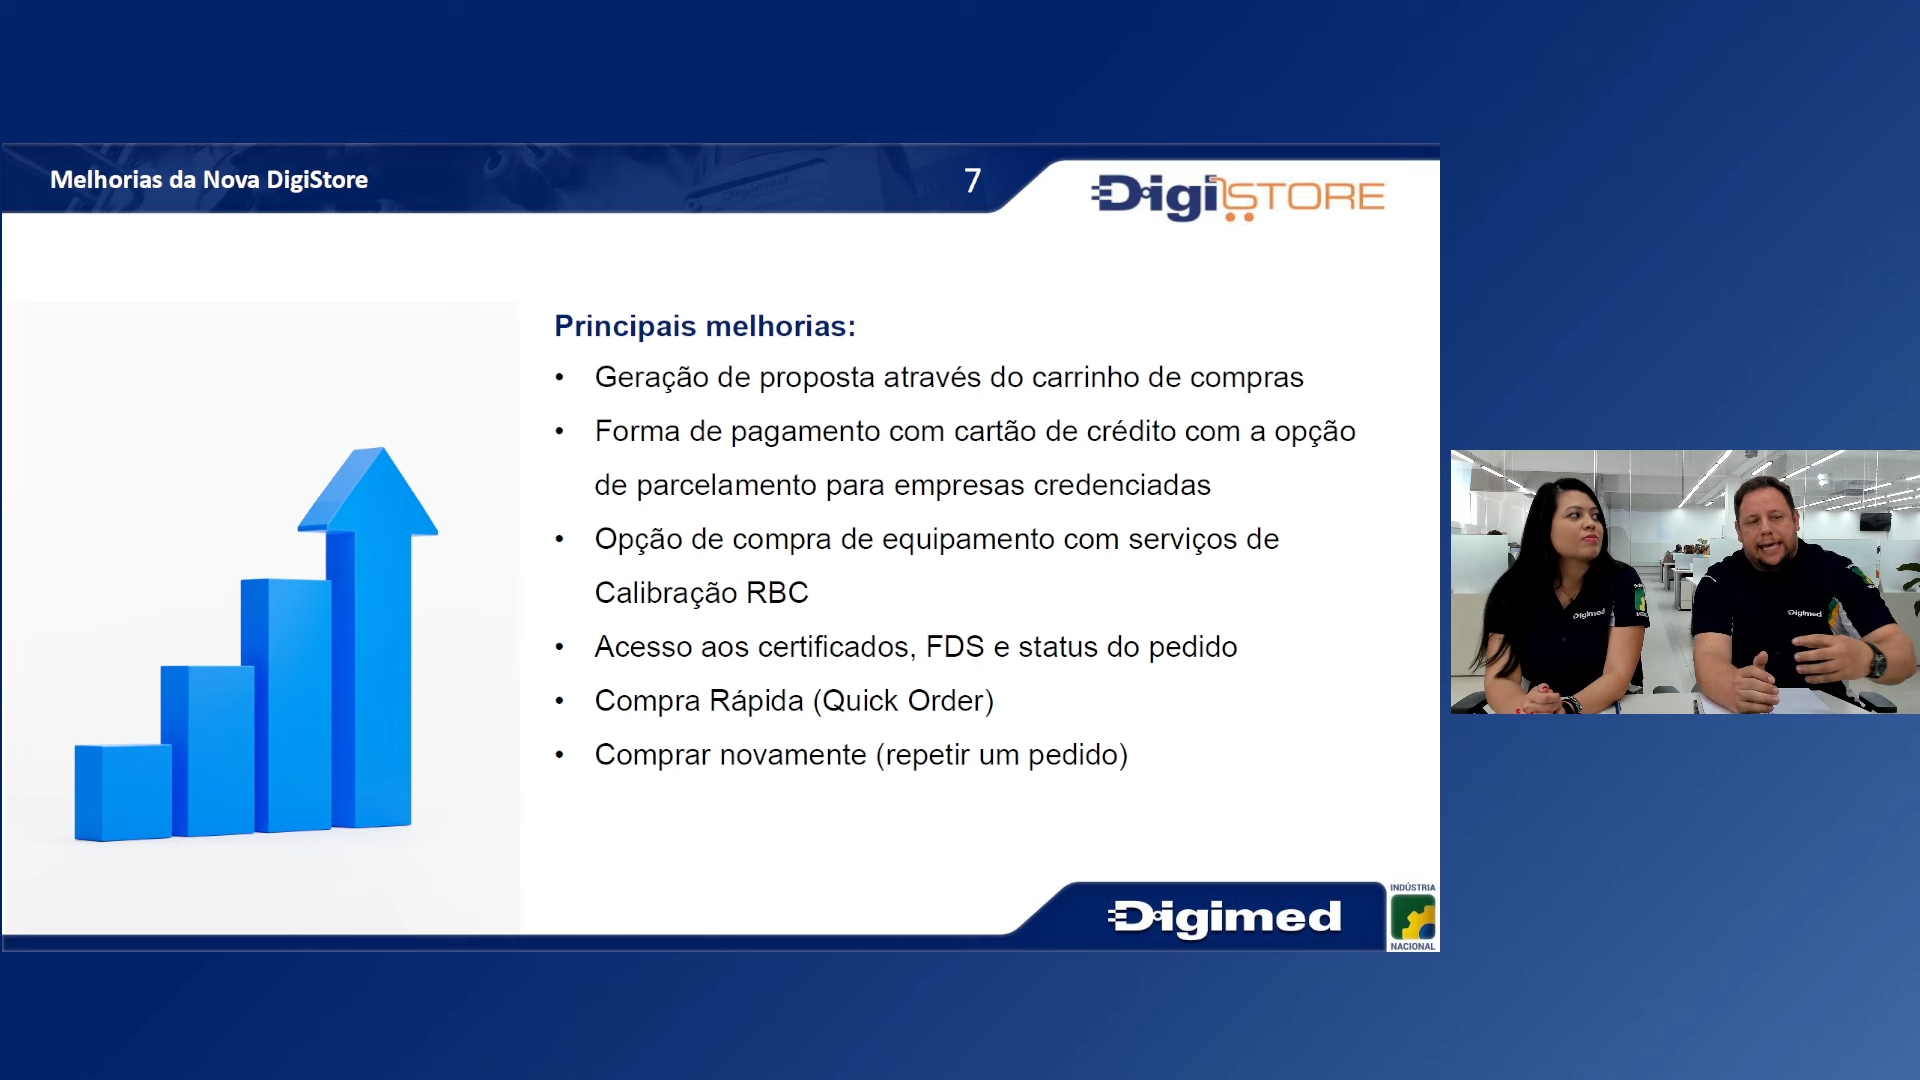 Melhorias da Nova DigiStore
7
DigiSTORE
Principais melhorias:
• Geração de proposta através do carrinho de compras
• Forma de pagamento com cartão de crédito com a opção
de parcelamento para empresas credenciadas
• Opção de compra de equipamento com serviços de
Calibração RBC
• Acesso aos certificados, FDS e status do pedido
• Compra Rápida (Quick Order)
• Comprar novamente (repetir um pedido)
Digimed
Digimed
Digimed
INDÚSTRIA
NACIONAL